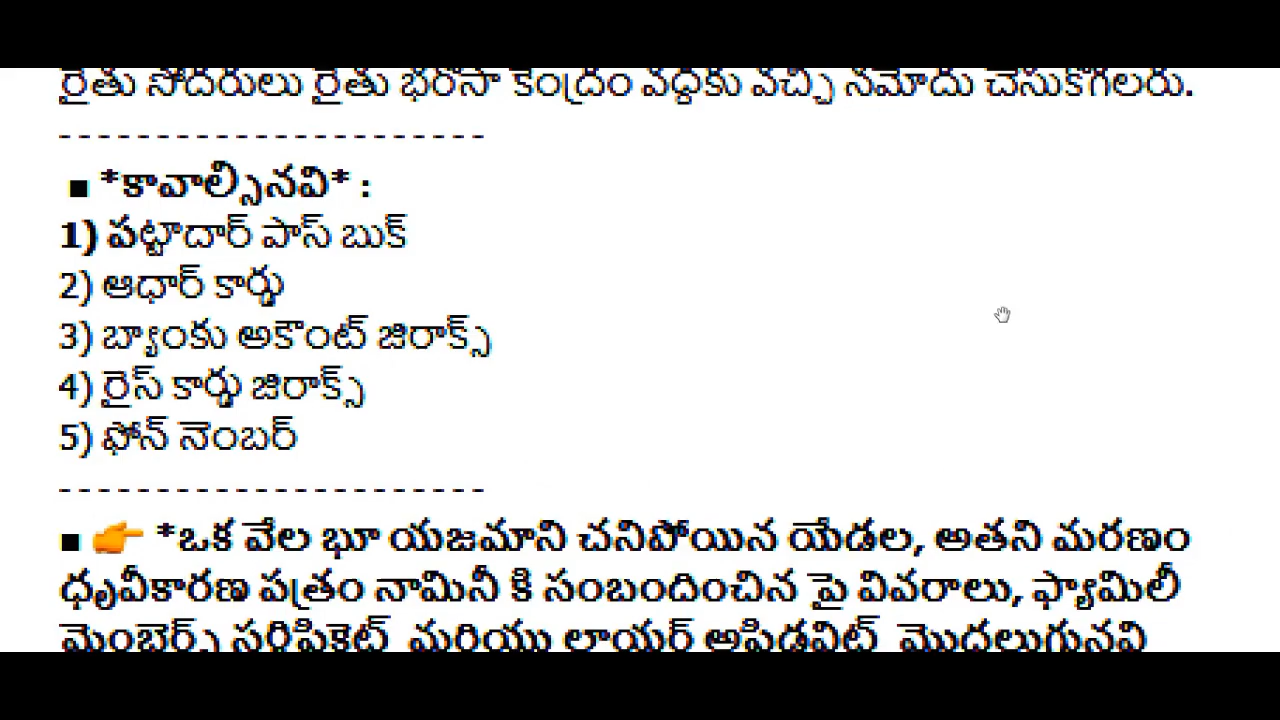 రైతు సోదరులు రైతు భరోసా కేంద్రం వద్దకు వచ్చి నమోదు చేసుకోగలరు.
----------------------
■ *కావాల్సినవి* :
1) పట్టాదార్ పాస్ బుక్
2) ఆధార్ కార్డు
3) బ్యాంకు అకౌంట్ జిరాక్స్
4) రైస్ కార్డు జిరాక్స్
5) ఫోన్ నెంబర్
----------------------
■ 👉 *ఒక వేల భూ యజమాని చనిపోయిన యేడల, అతని మరణం
ధృవీకారణ పత్రం నామినీ కి సంబందించిన పై వివరాలు, ఫ్యామిలీ
మెంబెర్స్ సర్టిఫికెట్ మరియు లాయర్ అఫిడవిట్ మొదలుగునవి